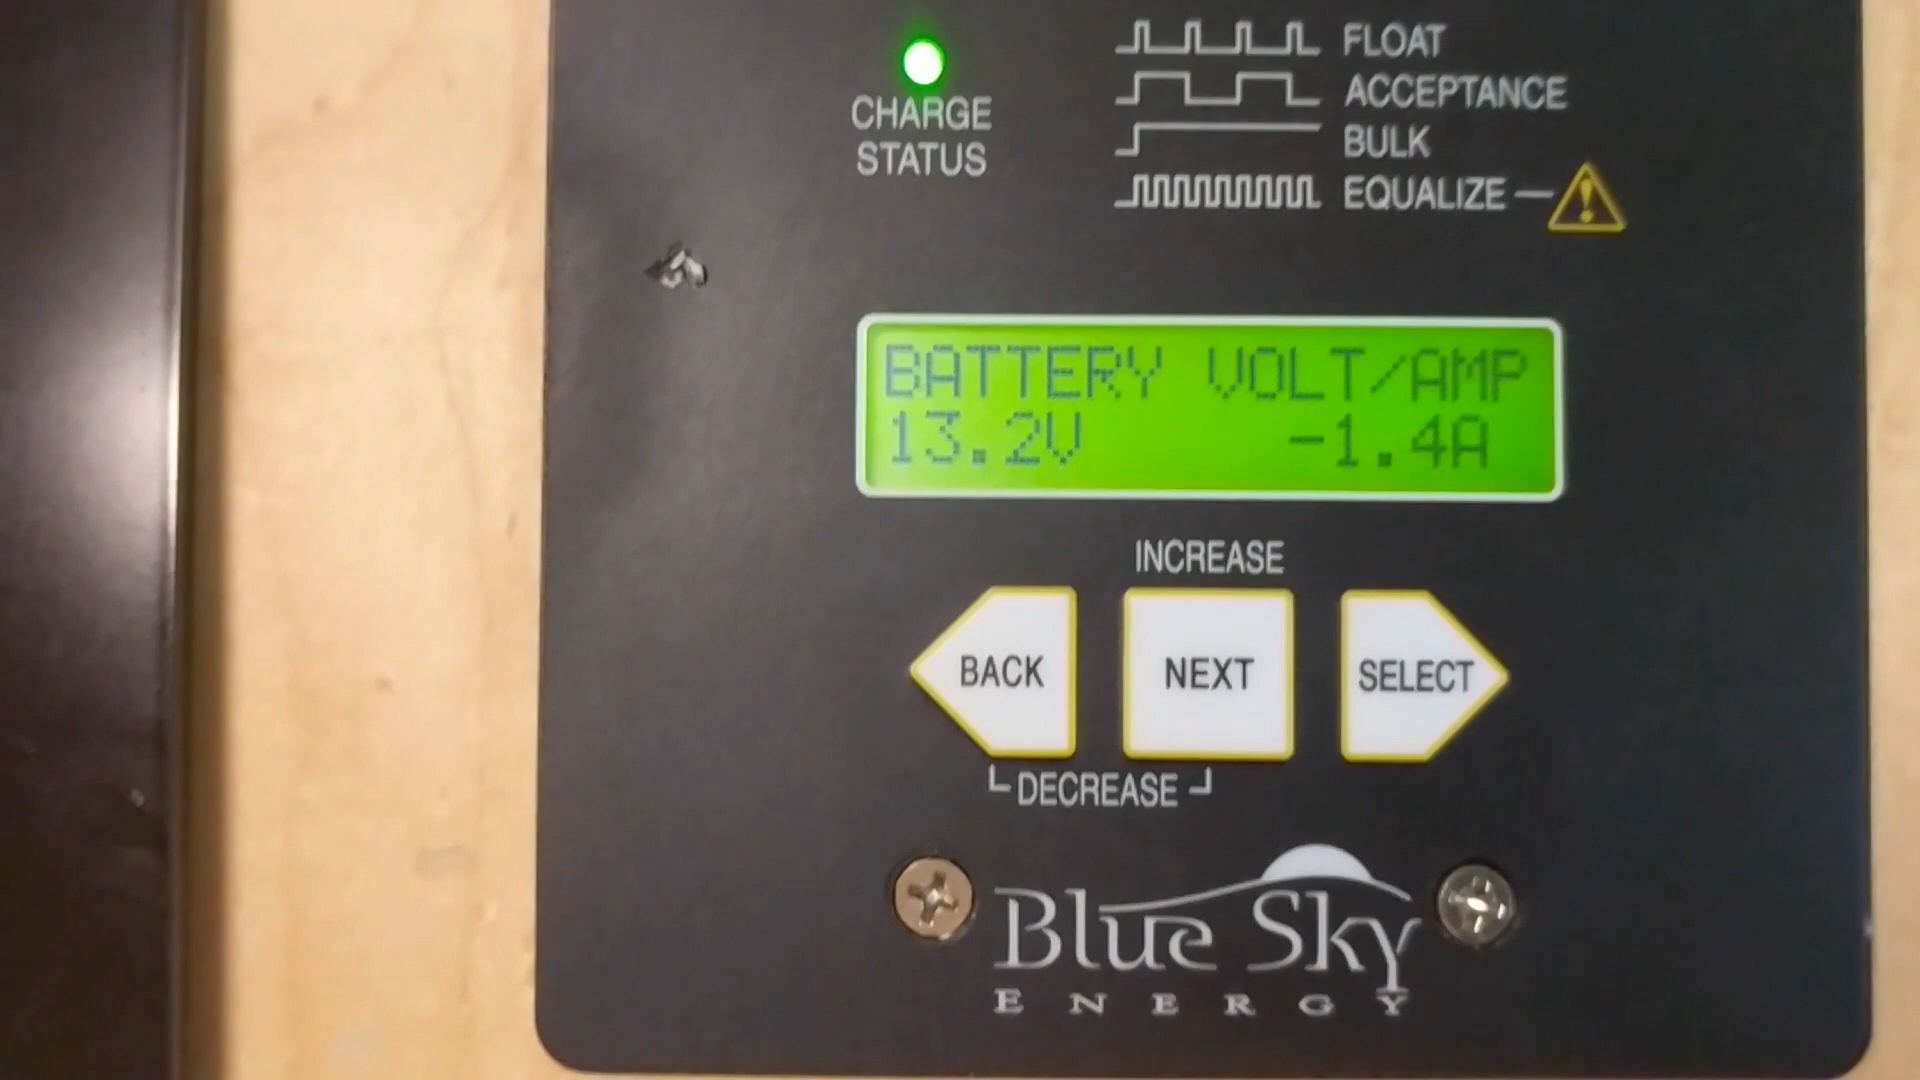 FLOAT
ACCEPTANCE
BULK
EQUALIZE
CHARGE
STATUS
BATTERY VOLT/AMP
13.2V -1.4A
INCREASE
BACK NEXT SELECT
DECREASE
Blue Sky
ENERGY